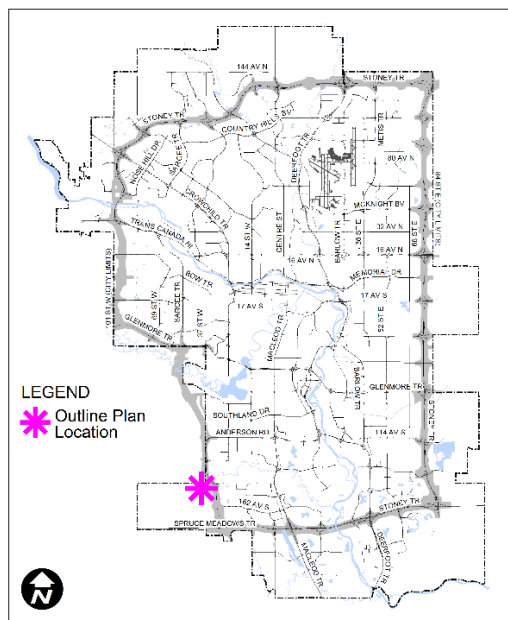 144 AV N
STONEY TR
STONEY TR
COUNTRY HILLS BV
METIS TR
DEERFOOT TR
NOSE HILL DR
SARCEE TR
80 AV N
84 ST E (CITY LIMITS)
CROWCHILD TR
MCKNIGHT BV
BARLOW TR
36 ST E
68 ST E
14 ST W
CENTRE ST
32 AV N
TRANS CANADA HI
16 AV N
16 AV N
MEMORIAL DR
101 ST W (CITY LIMITS)
BOW TR
17 AV S
17 AV S
69 ST W
SARCEE TR
37 ST W
MACLEOD TR
52 ST E
GLENMORE TR
BARLOW TR
GLENMORE TR
LEGEND
Outline Plan
Location
SOUTHLAND DR
ANDERSON RD
114 AV S
STONEY TR
162 AV S
STONEY TR
SPRUCE MEADOWS TR
MACLEOD TR
DEERFOOT TR
N